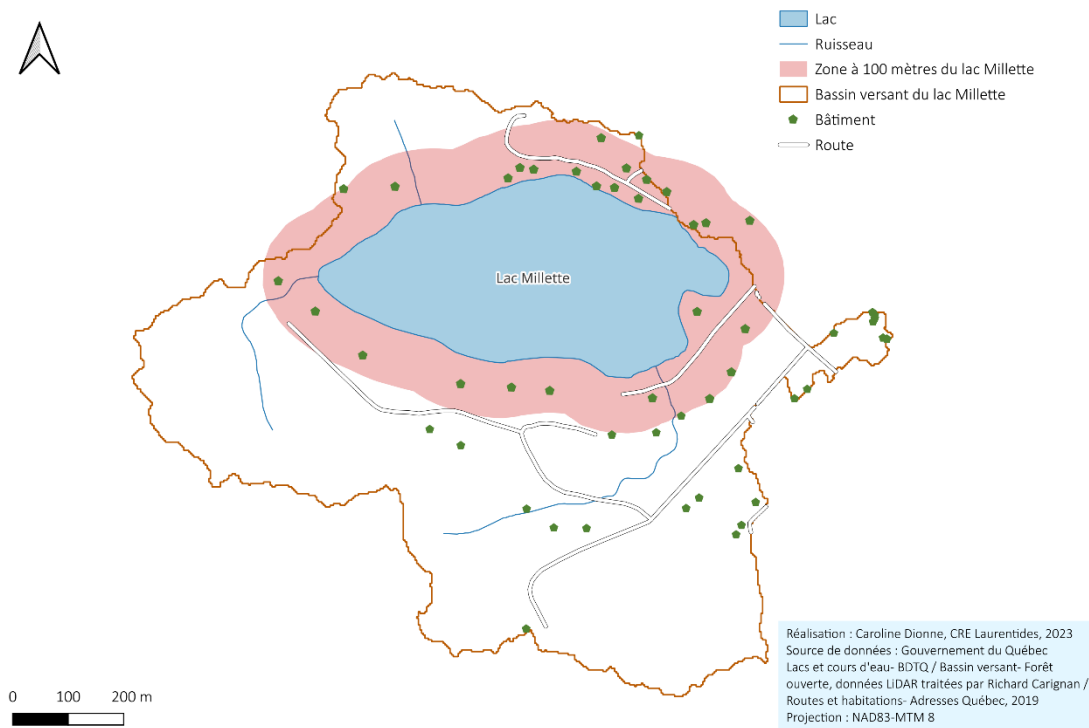 Lac
Ruisseau
Zone à 100 mètres du lac Millette
Bassin versant du lac Millette
Bâtiment
Route
Lac Millette
0 100 200 m
Réalisation : Caroline Dionne, CRE Laurentides, 2023
Source de données : Gouvernement du Québec
Lacs et cours d'eau- BDTQ / Bassin versant- Forêt
ouverte, données LiDAR traitées par Richard Carignan /
Routes et habitations- Adresses Québec, 2019
Projection : NAD83-MTM 8